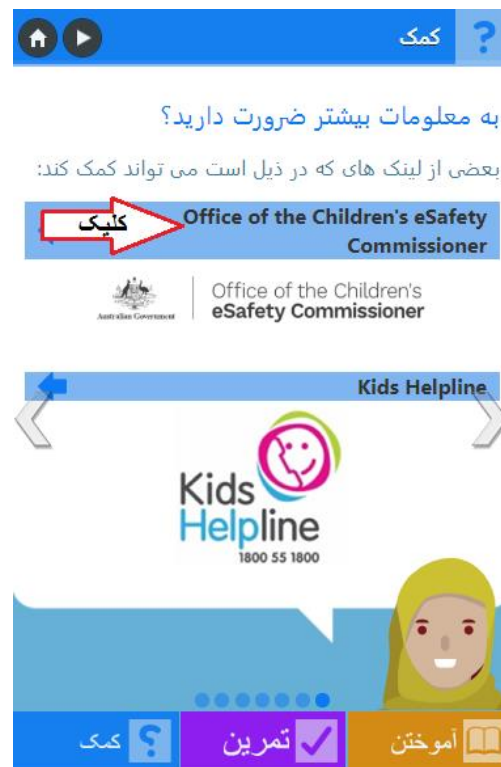 کمک
به معلومات بیشتر ضرورت دارید؟
بعضی از لینک های که در ذیل است می تواند کمک کند:
Office of the Children's eSafety
Commissioner
کلیک
Australian Government
Office of the Children's
eSafety Commissioner
Kids Helpline
Kids
Helpline
1800 55 1800
آموختن
تمرین
کمک